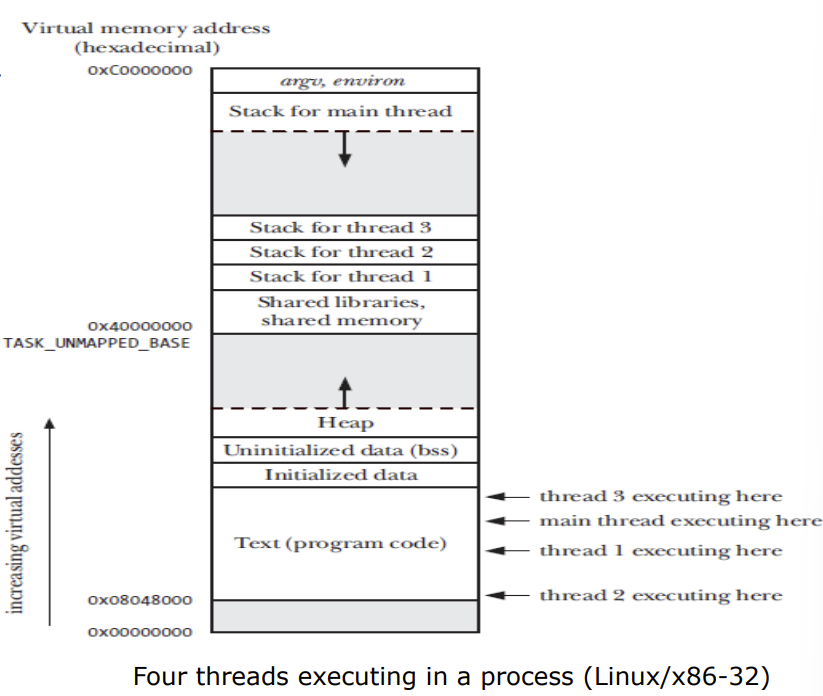 Virtual memory address
(hexadecimal)
0xC0000000
argv, environ
Stack for main thread
Stack for thread 3
Stack for thread 2
Stack for thread 1
Shared libraries,
shared memory
0x40000000
TASK_UNMAPPED_BASE
Heap
Uninitialized data (bss)
Initialized data
thread 3 executing here
main thread executing here
Text (program code)
thread 1 executing here
thread 2 executing here
0x08048000
0x00000000
increasing virtual addesses
Four threads executing in a process (Linux/x86-32)